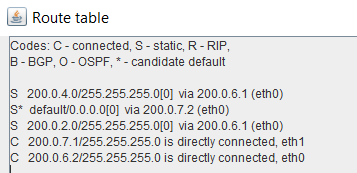 Route table
Codes: C - connected, S - static, R - RIP,
B - BGP, O - OSPF, * - candidate default
S 200.0.4.0/255.255.255.0[0] via 200.0.6.1 (eth0)
S* default/0.0.0.0[0] via 200.0.7.2 (eth0)
S 200.0.2.0/255.255.255.0[0] via 200.0.6.1 (eth0)
C 200.0.7.1/255.255.255.0 is directly connected, eth1
C 200.0.6.2/255.255.255.0 is directly connected, eth0